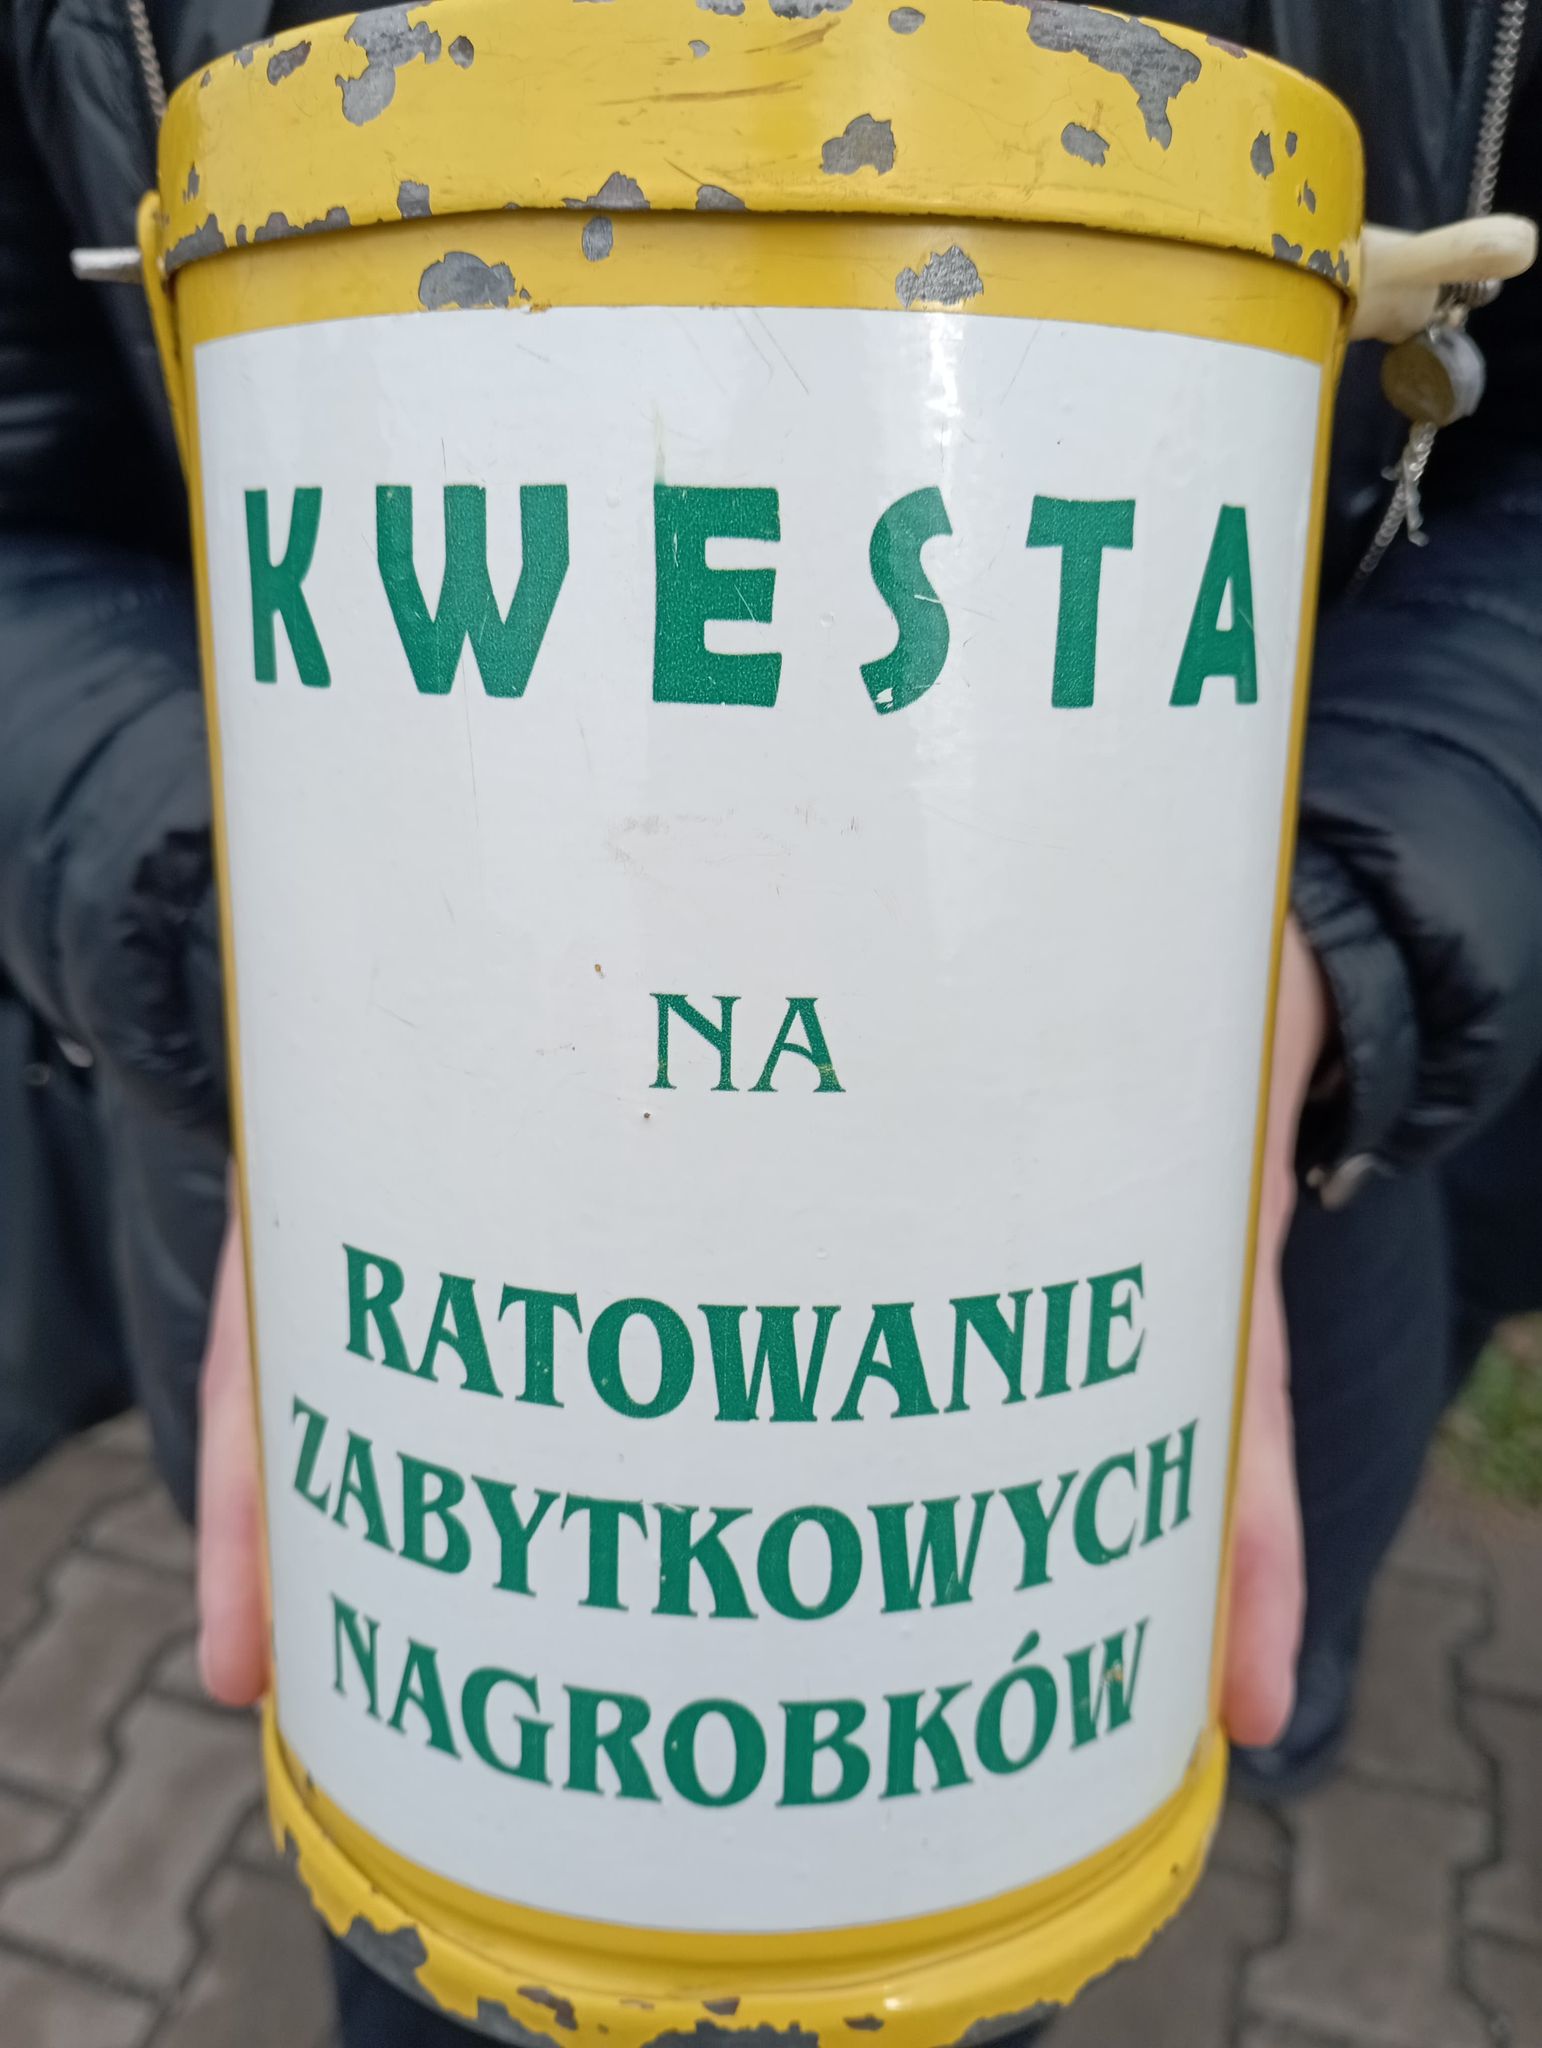 KWESTA
NA
RATOWANIE
ZABYTKOWYCH
NAGROBKÓW